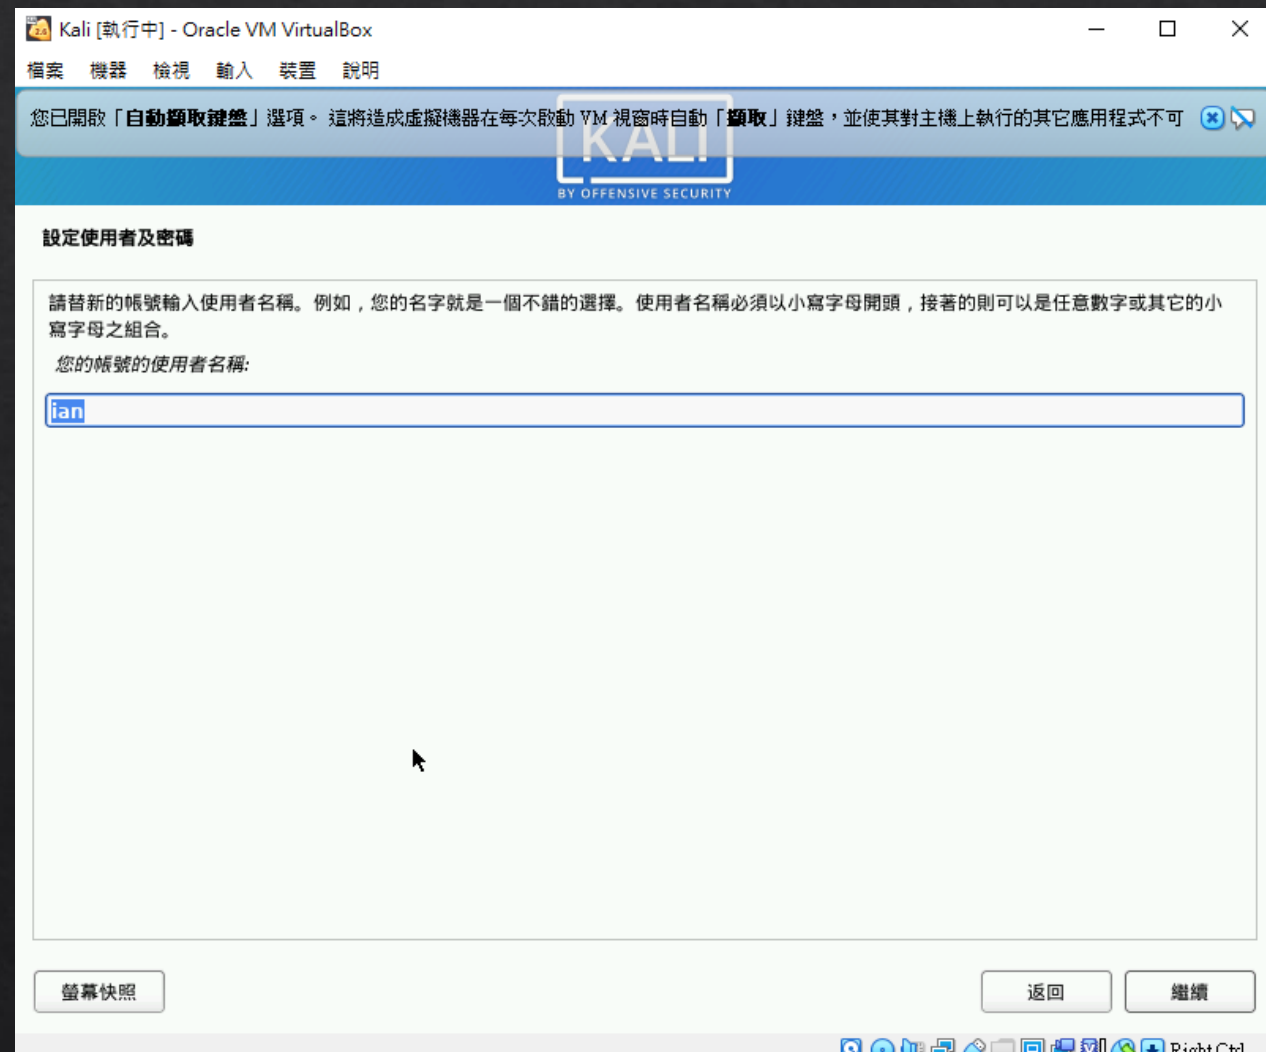 Kali [執行中] - Oracle VM VirtualBox
檔案 機器 檢視 輸入 裝置 說明
您已開啟「自動擷取鍵盤」選項。 這將造成虛擬機器在每次啟動 VM 視窗時自動「擷取」鍵盤，並使其對主機上執行的其它應用程式不可
KALI
BY OFFENSIVE SECURITY
設定使用者及密碼
請替新的帳號輸入使用者名稱。例如，您的名字就是一個不錯的選擇。使用者名稱必須以小寫字母開頭，接著的則可以是任意數字或其它的小
寫字母之組合。
您的帳號的使用者名稱:
ian
螢幕快照 返回 繼續
Right Ctrl